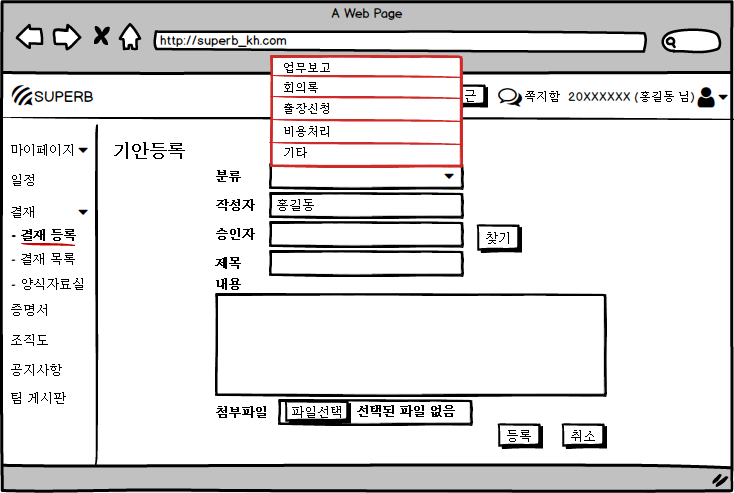 A Web Page
http://superb_kh.com
업무보고
회의록
출장신청
비용처리
기타
SUPERB
근
쪽지함 20XXXXXX (홍길동 님)
마이페이지
일정
결재
- 결재 등록
- 결재 목록
- 양식자료실
증명서
조직도
공지사항
팀 게시판
기안등록
분류
작성자 홍길동
승인자 찾기
제목
내용
첨부파일 파일선택 선택된 파일 없음
등록 취소